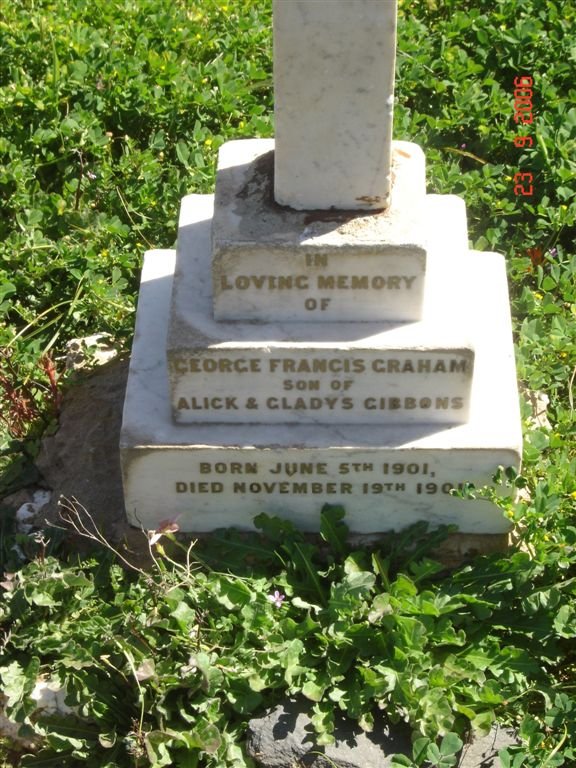 23 9 2006
IN
LOVING MEMORY
OF
GEORGE FRANCIS GRAHAM
SON OF
ALICK & GLADYS GIBBONS
BORN JUNE 5TH 1901,
DIED NOVEMBER 19TH